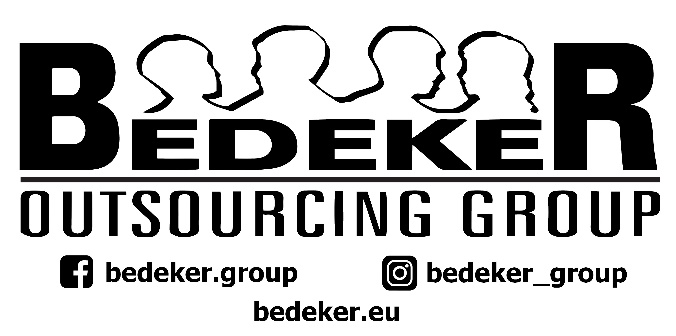 BEDEKER
OUTSOURCING GROUP
bedeker.group bedeker_group
bedeker.eu